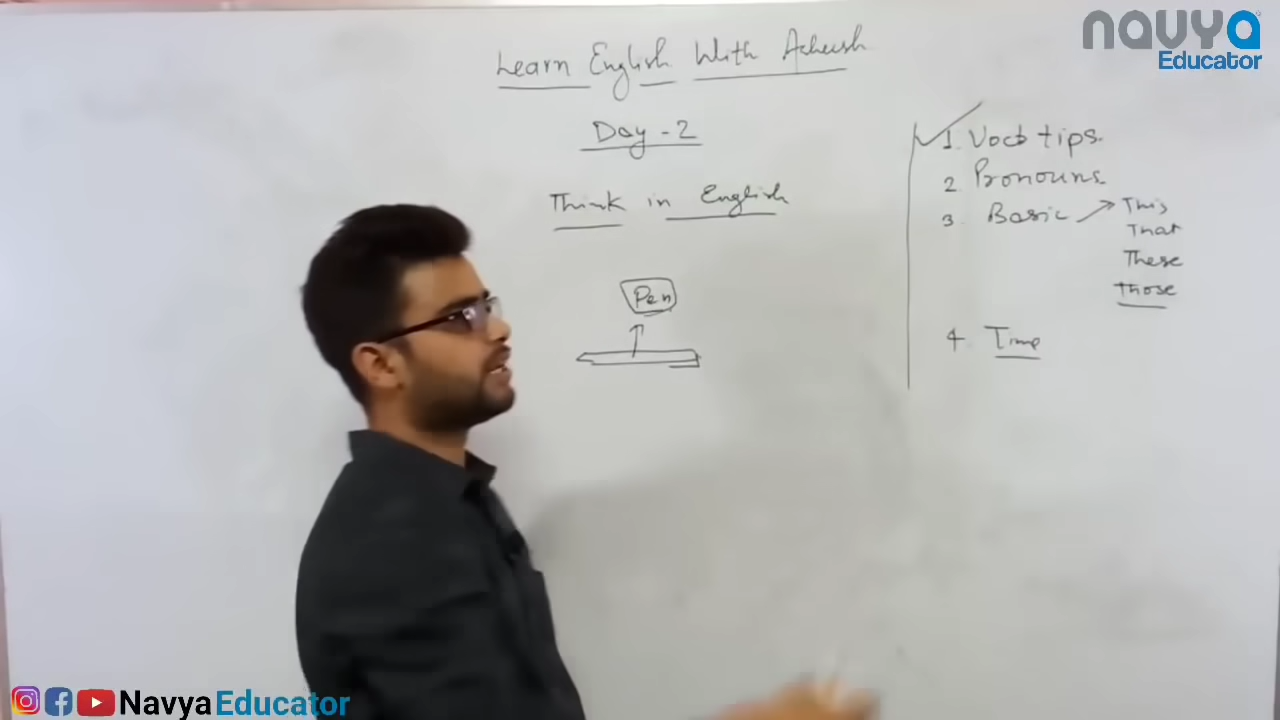 Learn English With Asheesh
Day - 2
Think in English
Pen
1. Vocb tips.
2 Pronouns.
3. Basic → This
That
These
Those
4. Time
navya
Educator
NavyaEducator